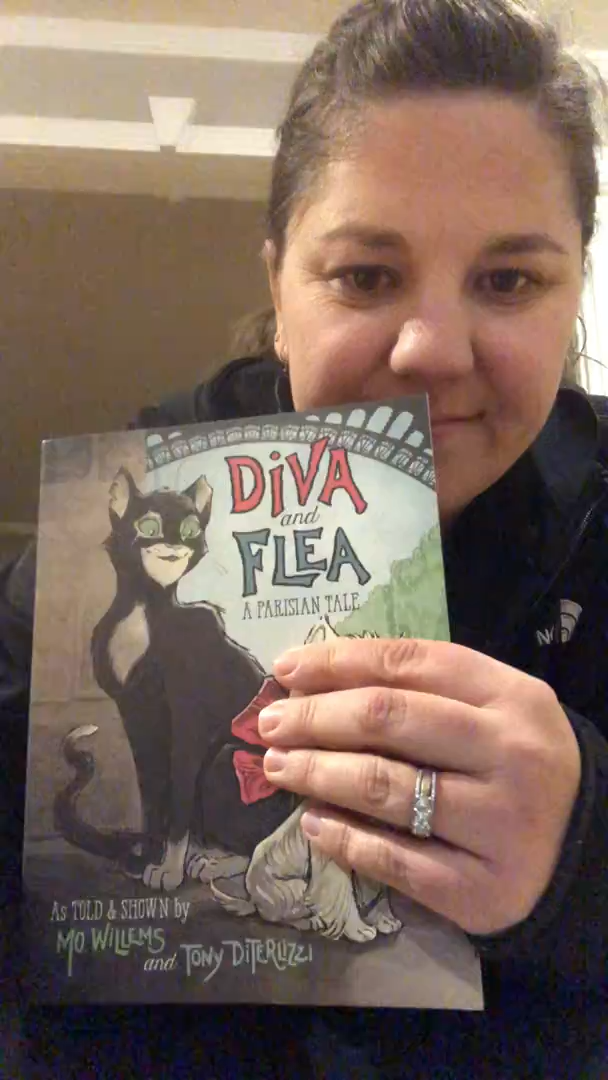 DiVA
and
FLEA
A PARISIAN TALE
As TOLD & SHOWN by
MO WiLLEMS
and TONY DiTERLIZZI